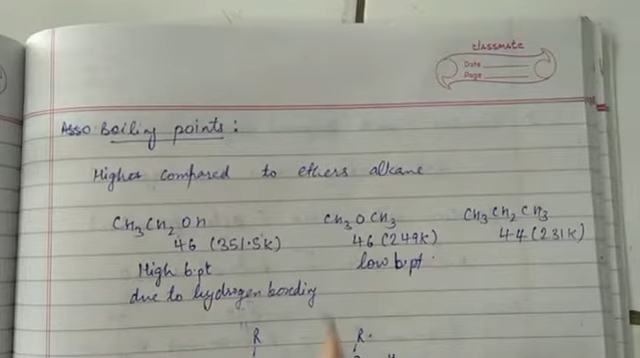 classmate
Date
Page
Asso Boiling points :
Higher compared to ethers alkane
CH₃CH₂OH CH₃OCH₃ CH₃CH₂CH₃
46 (351.5K) 46 (249K) 44 (231K)
High b.pt low b.pt.
due to hydrogen bonding
R R.